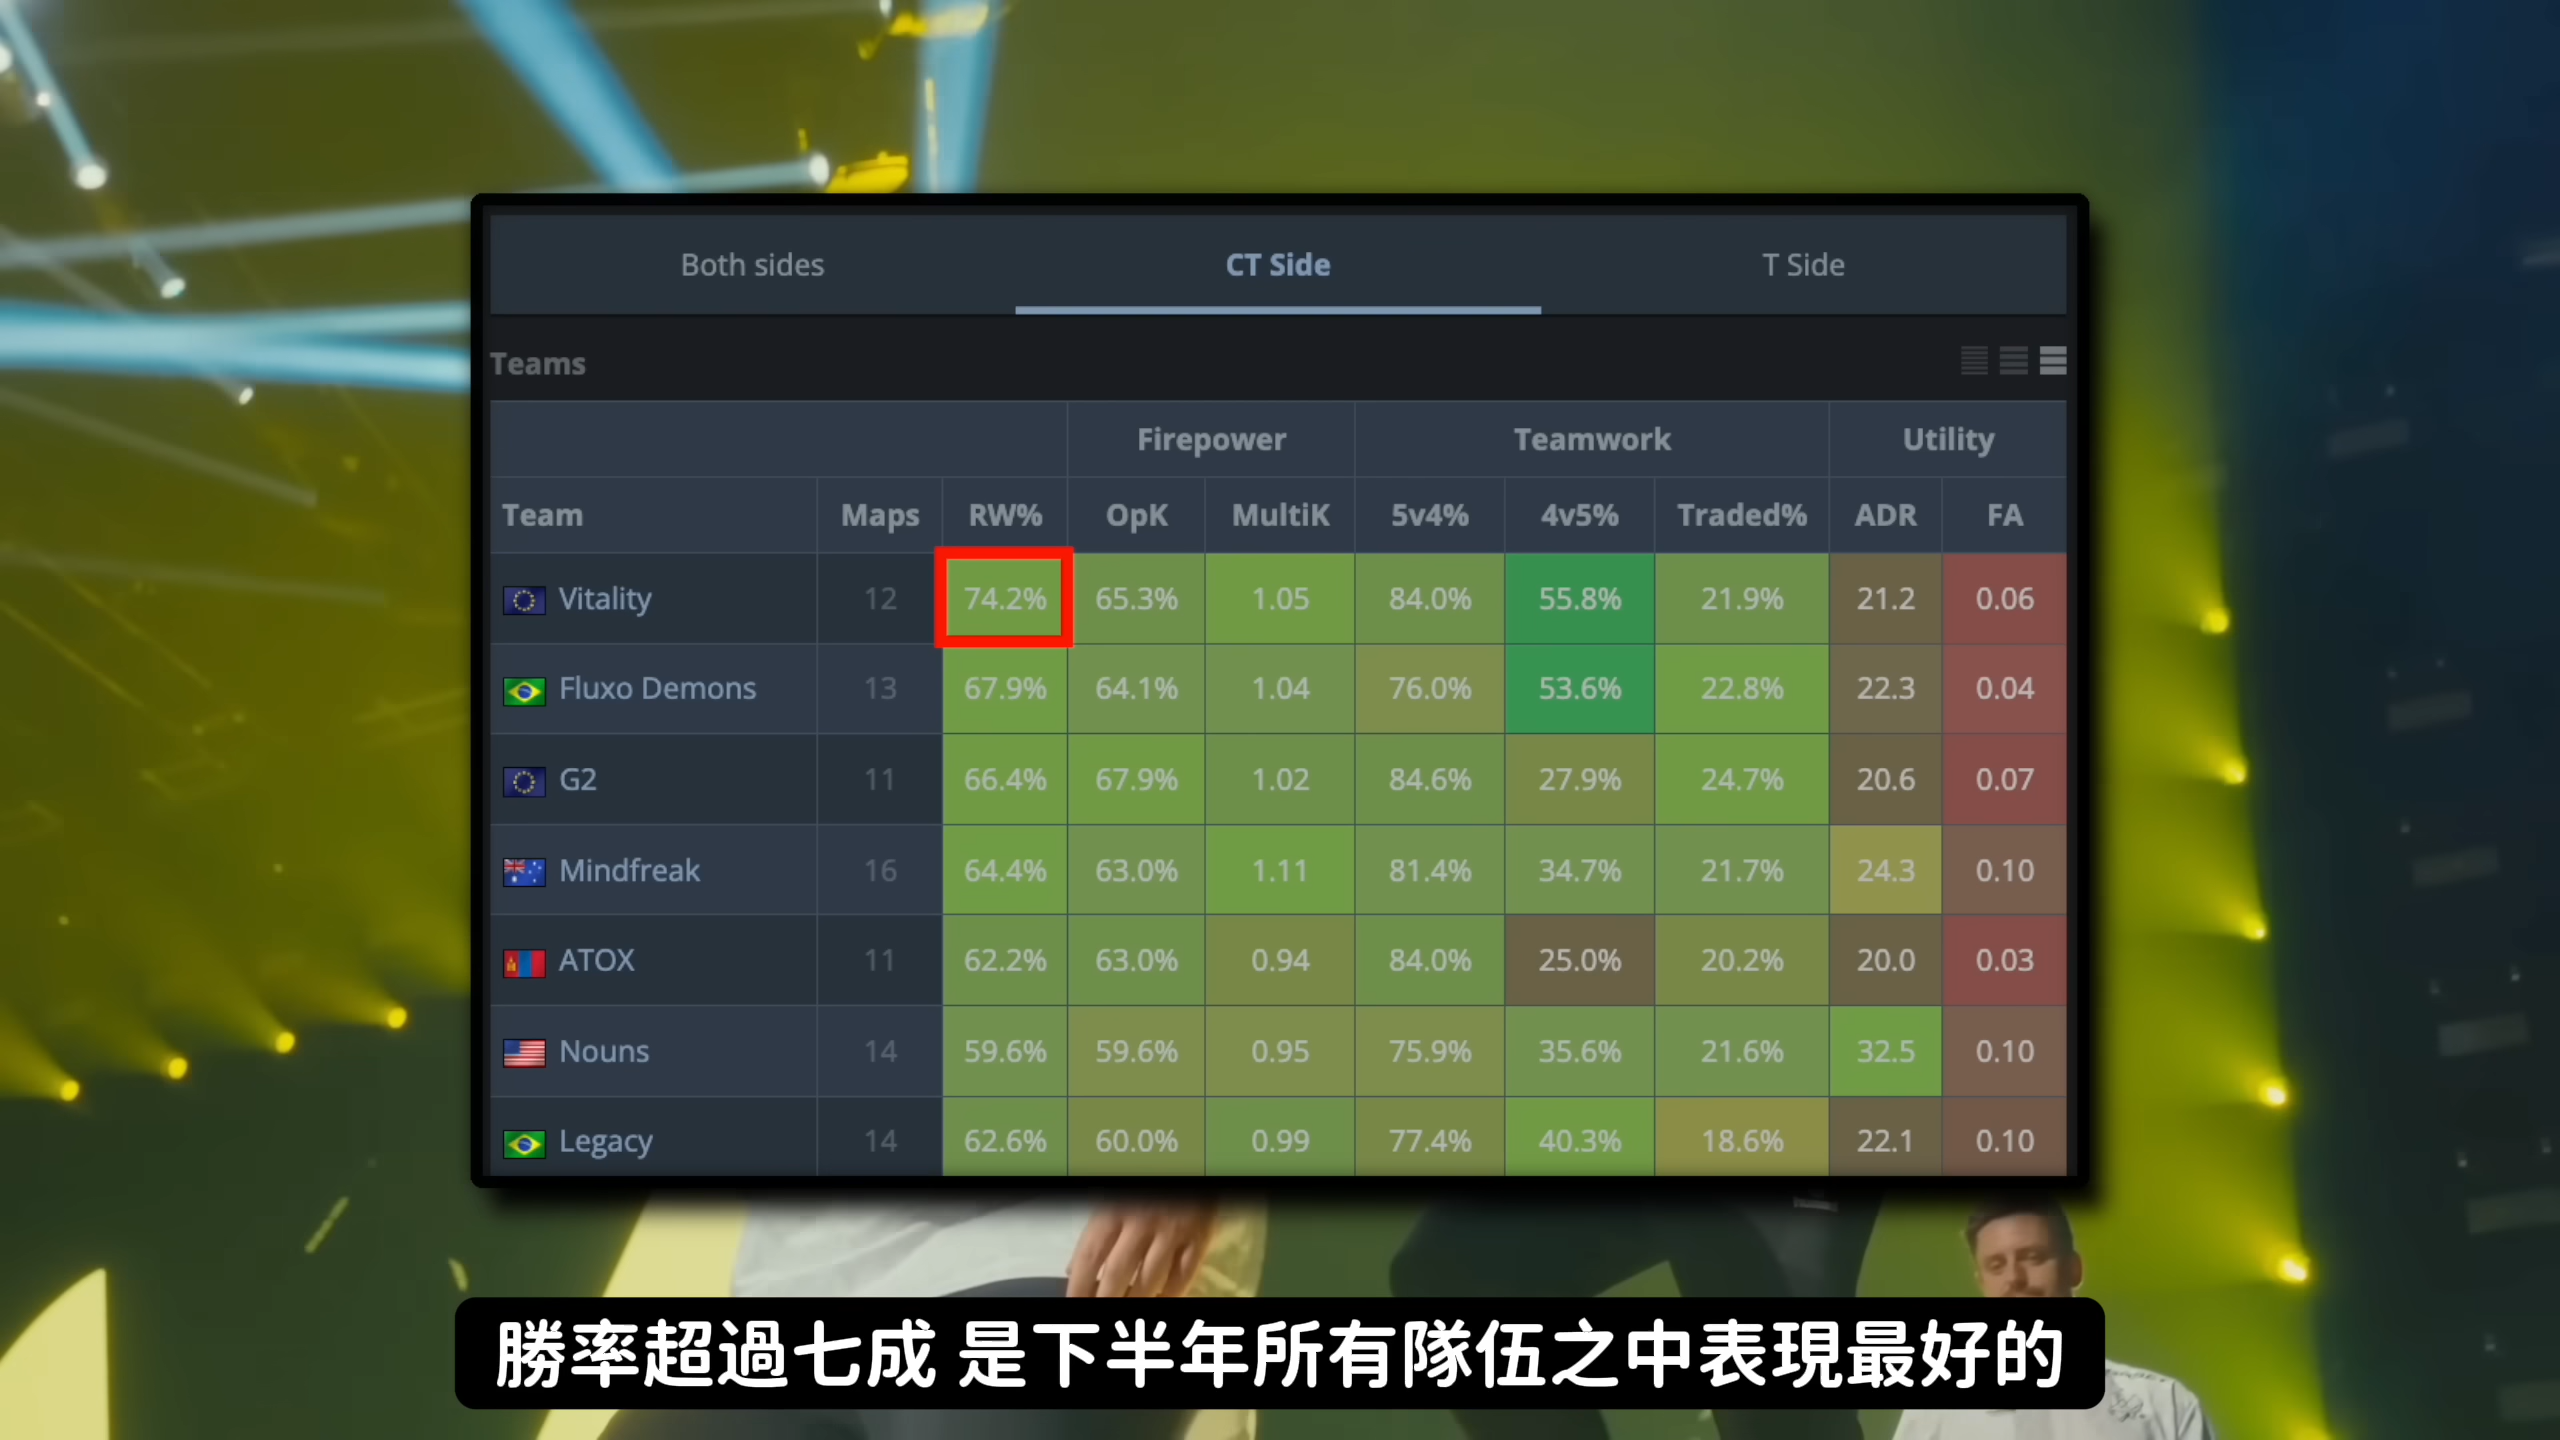 Both sides CT Side T Side
Teams
Firepower Teamwork Utility
Team Maps RW% OpK MultiK 5v4% 4v5% Traded% ADR FA
Vitality 12 74.2% 65.3% 1.05 84.0% 55.8% 21.9% 21.2 0.06
Fluxo Demons 13 67.9% 64.1% 1.04 76.0% 53.6% 22.8% 22.3 0.04
G2 11 66.4% 67.9% 1.02 84.6% 27.9% 24.7% 20.6 0.07
Mindfreak 16 64.4% 63.0% 1.11 81.4% 34.7% 21.7% 24.3 0.10
ATOX 11 62.2% 63.0% 0.94 84.0% 25.0% 20.2% 20.0 0.03
Nouns 14 59.6% 59.6% 0.95 75.9% 35.6% 21.6% 32.5 0.10
Legacy 14 62.6% 60.0% 0.99 77.4% 40.3% 18.6% 22.1 0.10
勝率超過七成 是下半年所有隊伍之中表現最好的